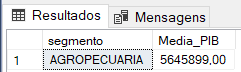 Resultados Mensagens
segmento Media_PIB
1 AGROPECUARIA 5645899,00